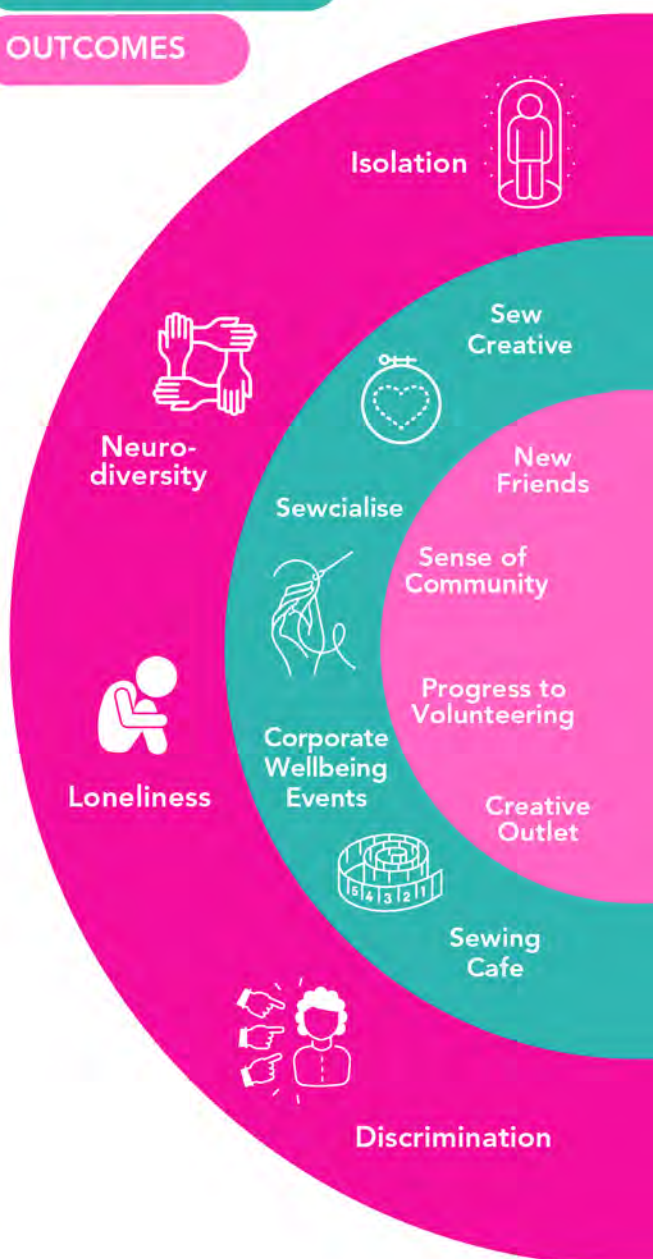 OUTCOMES
Isolation
Sew
Creative
Neuro-
diversity
New
Friends
Sewcialise
Sense of
Community
Progress to
Volunteering
Corporate
Wellbeing
Events
Loneliness
Creative
Outlet
5 4 3 2 1
Sewing
Cafe
Discrimination